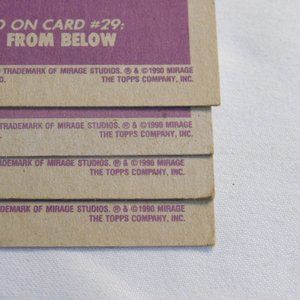 D ON CARD #29:
FROM BELOW
TRADEMARK OF MIRAGE STUDIOS. ® & ©1990 MIRAGE
THE TOPPS COMPANY, INC.
TRADEMARK OF MIRAGE STUDIOS. ® & ©1990 MIRAGE
THE TOPPS COMPANY, INC.
ADEMARK OF MIRAGE STUDIOS. ® & ©1990 MIRAGE
THE TOPPS COMPANY, INC.
ADEMARK OF MIRAGE STUDIOS. ® & ©1990 MIRAGE
THE TOPPS COMPANY, INC.